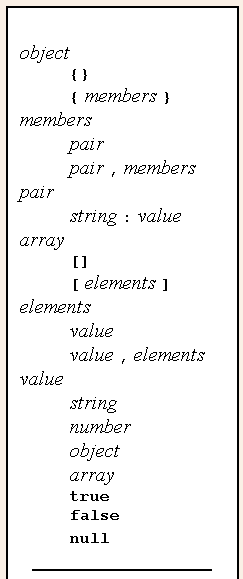 object
{}
{ members }
members
pair
pair , members
pair
string : value
array
[]
[ elements ]
elements
value
value , elements
value
string
number
object
array
true
false
null